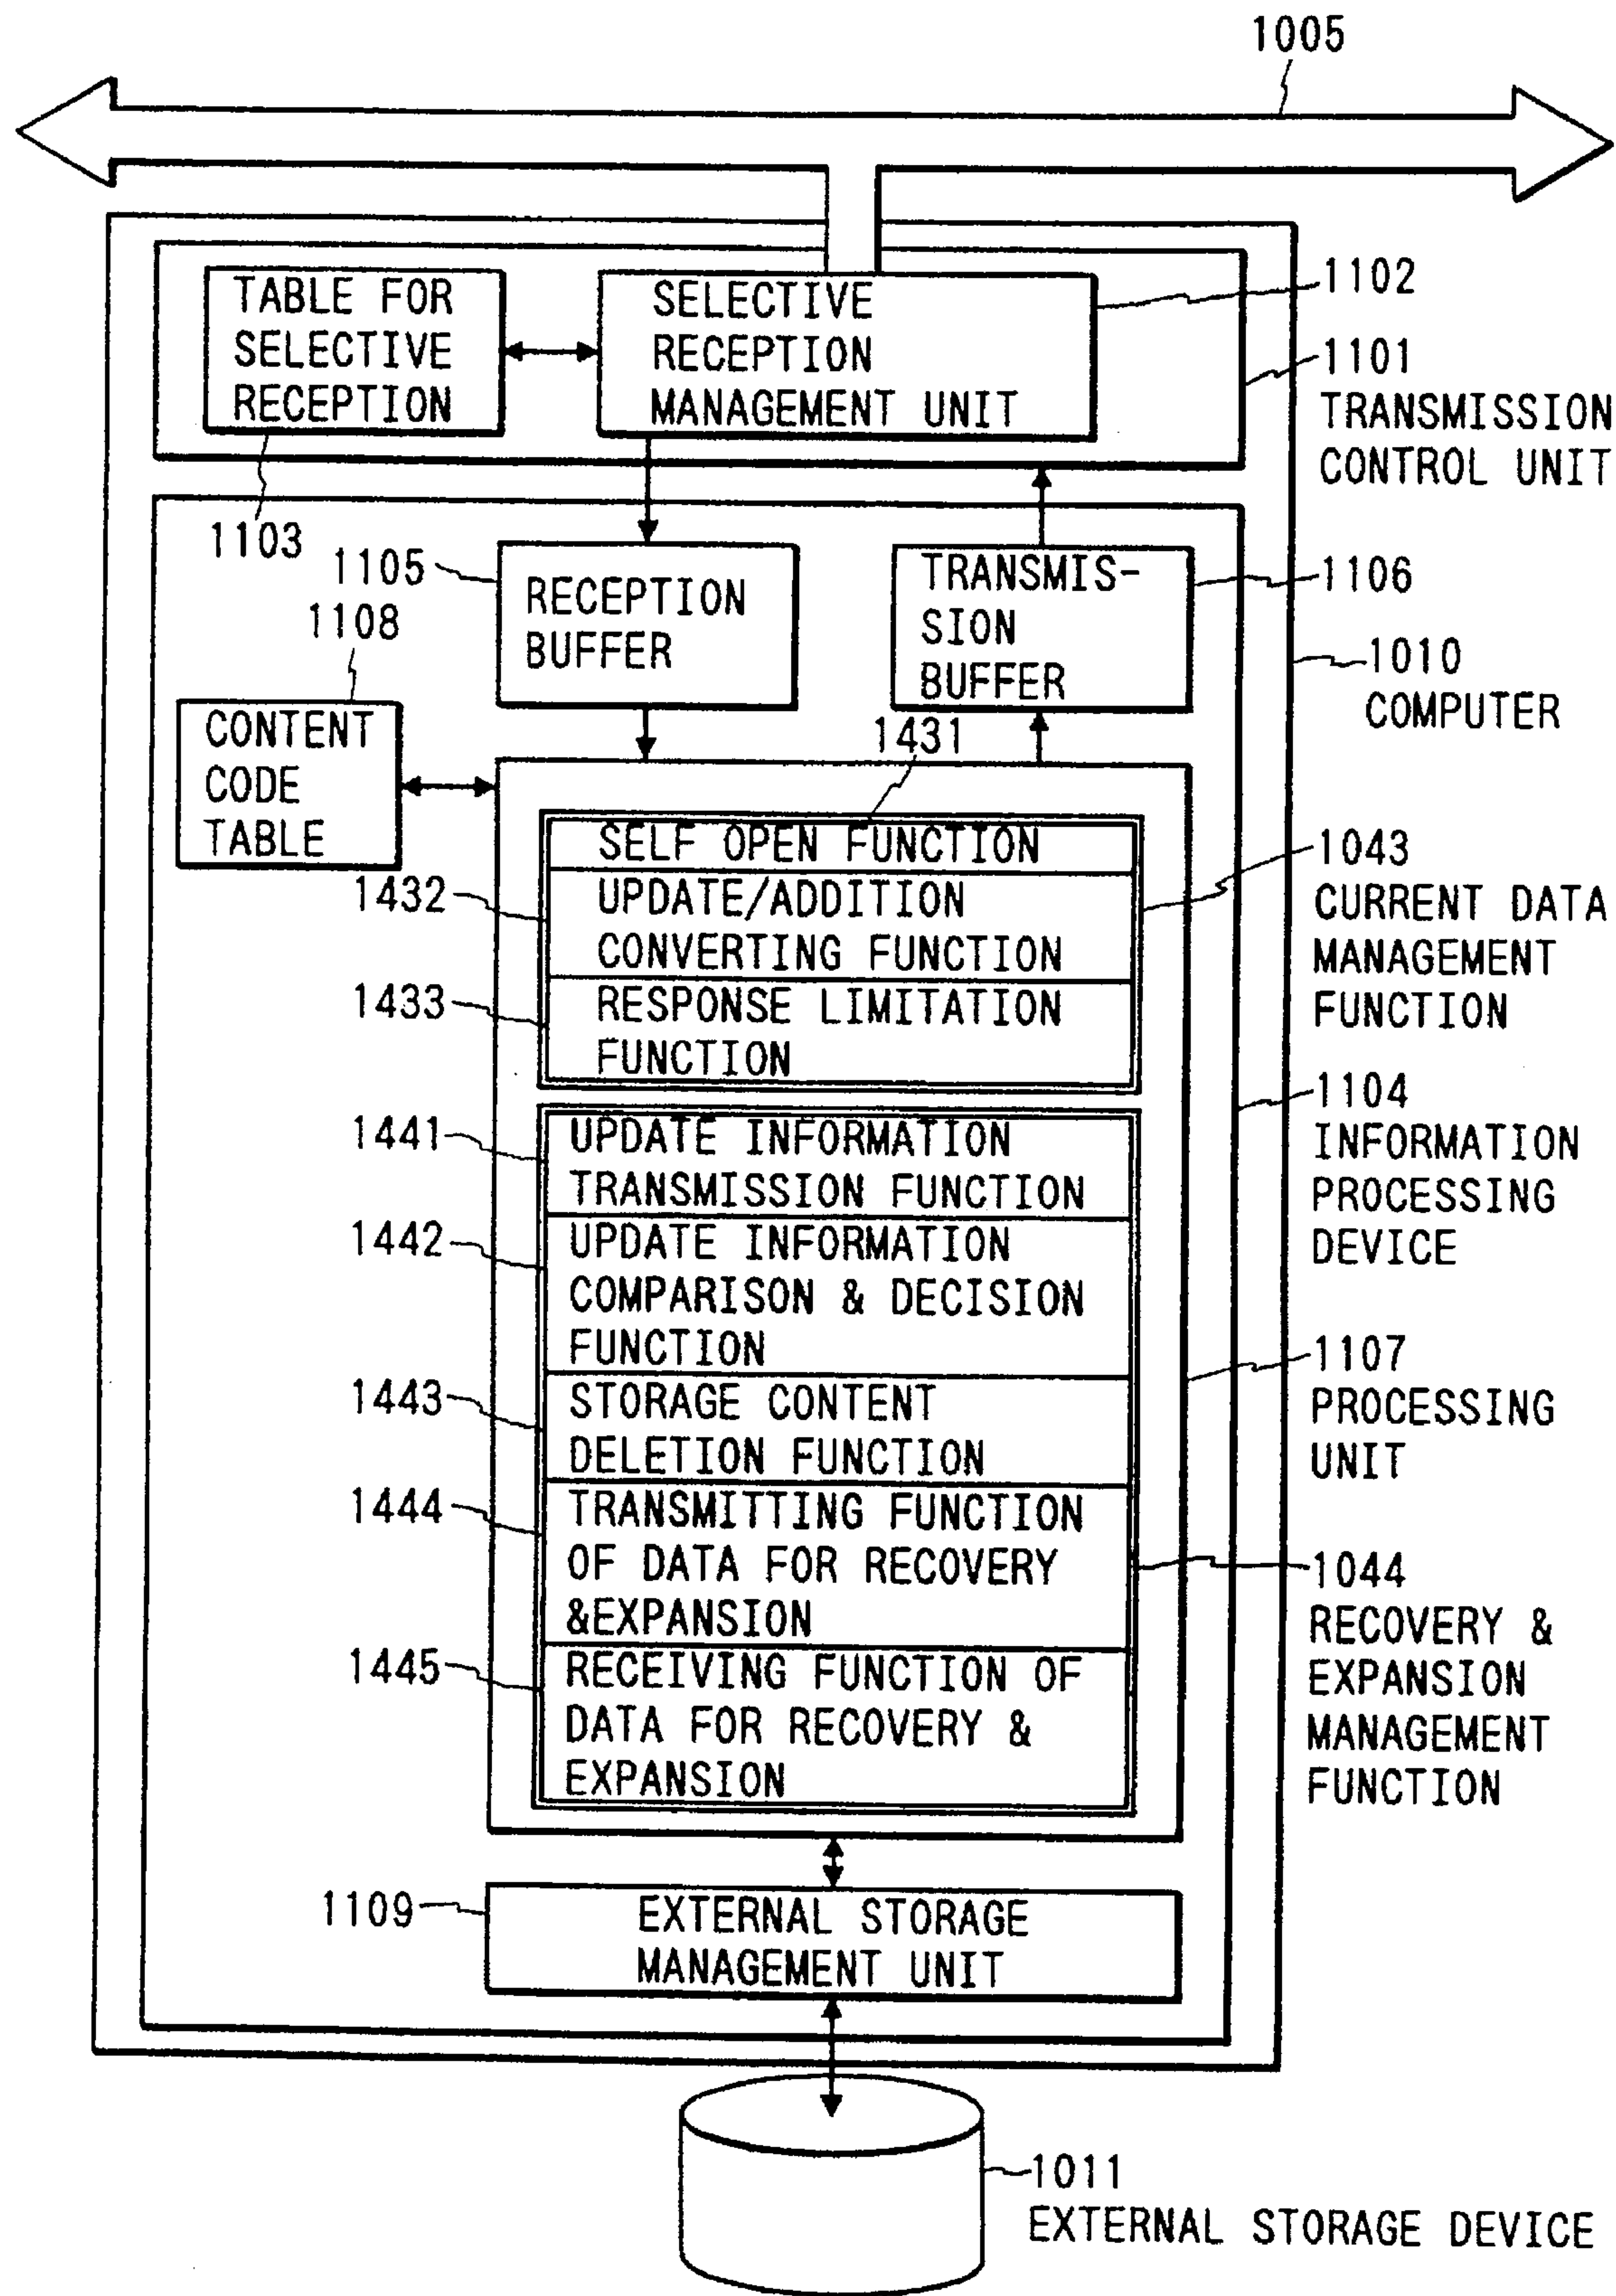 1005
TABLE FOR
SELECTIVE
RECEPTION
SELECTIVE
RECEPTION
MANAGEMENT UNIT
1102
1101
TRANSMISSION
CONTROL UNIT
1103
1105
RECEPTION
BUFFER
TRANSMIS-
SION
BUFFER
1106
1108
CONTENT
CODE
TABLE
1010
COMPUTER
1431
SELF OPEN FUNCTION
1432
UPDATE/ADDITION
CONVERTING FUNCTION
1433
RESPONSE LIMITATION
FUNCTION
1043
CURRENT DATA
MANAGEMENT
FUNCTION
1441
UPDATE INFORMATION
TRANSMISSION FUNCTION
1104
INFORMATION
PROCESSING
DEVICE
1442
UPDATE INFORMATION
COMPARISON & DECISION
FUNCTION
1107
PROCESSING
UNIT
1443
STORAGE CONTENT
DELETION FUNCTION
1444
TRANSMITTING FUNCTION
OF DATA FOR RECOVERY
&EXPANSION
1044
RECOVERY &
EXPANSION
MANAGEMENT
FUNCTION
1445
RECEIVING FUNCTION OF
DATA FOR RECOVERY &
EXPANSION
1109
EXTERNAL STORAGE
MANAGEMENT UNIT
1011
EXTERNAL STORAGE DEVICE